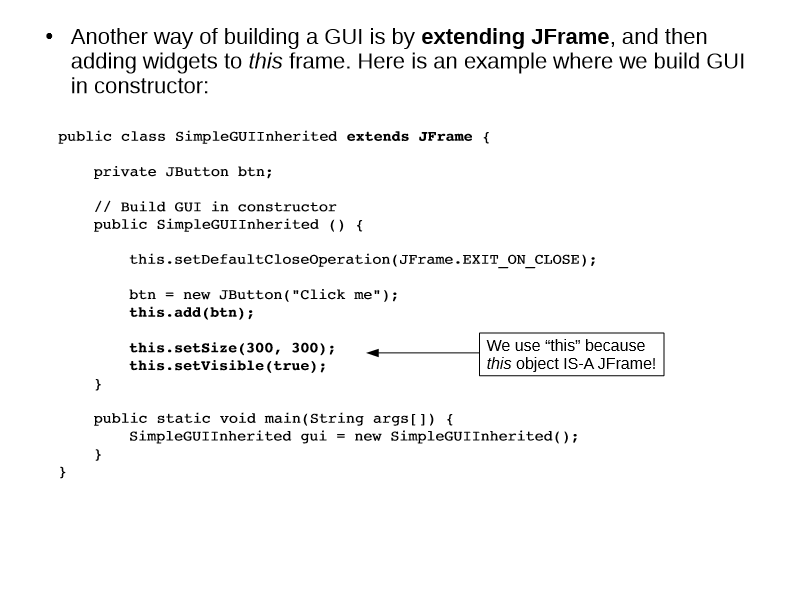 • Another way of building a GUI is by extending JFrame, and then
adding widgets to this frame. Here is an example where we build GUI
in constructor:
public class SimpleGUIInherited extends JFrame {
private JButton btn;
// Build GUI in constructor
public SimpleGUIInherited () {
this.setDefaultCloseOperation(JFrame.EXIT_ON_CLOSE);
btn = new JButton("Click me");
this.add(btn);
this.setSize(300, 300);
this.setVisible(true);
We use “this” because
this object IS-A JFrame!
}
public static void main(String args[]) {
SimpleGUIInherited gui = new SimpleGUIInherited();
}
}